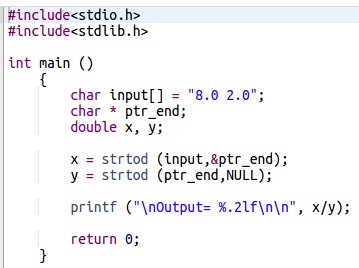 #include<stdio.h>
#include<stdlib.h>
int main ()
{
char input[] = "8.0 2.0";
char * ptr_end;
double x, y;
x = strtod (input,&ptr_end);
y = strtod (ptr_end,NULL);
printf ("\nOutput= %.2lf\n\n", x/y);
return 0;
}